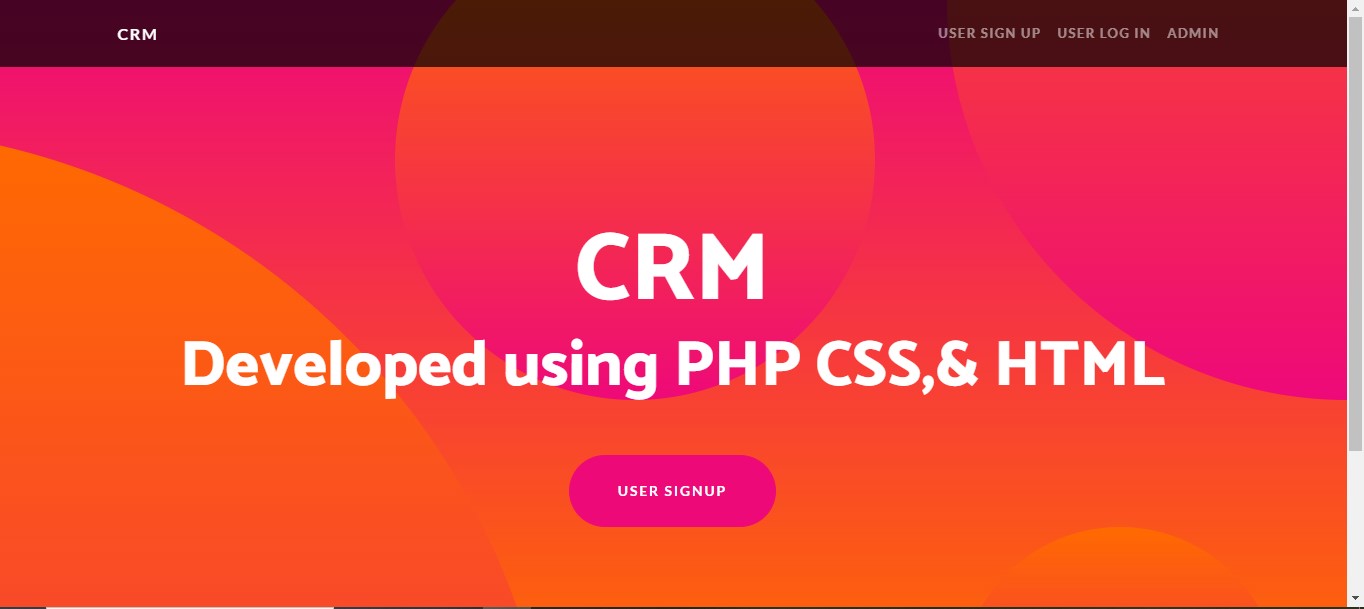 CRM
USER SIGN UP USER LOG IN ADMIN
CRM
Developed using PHP CSS,& HTML
USER SIGNUP